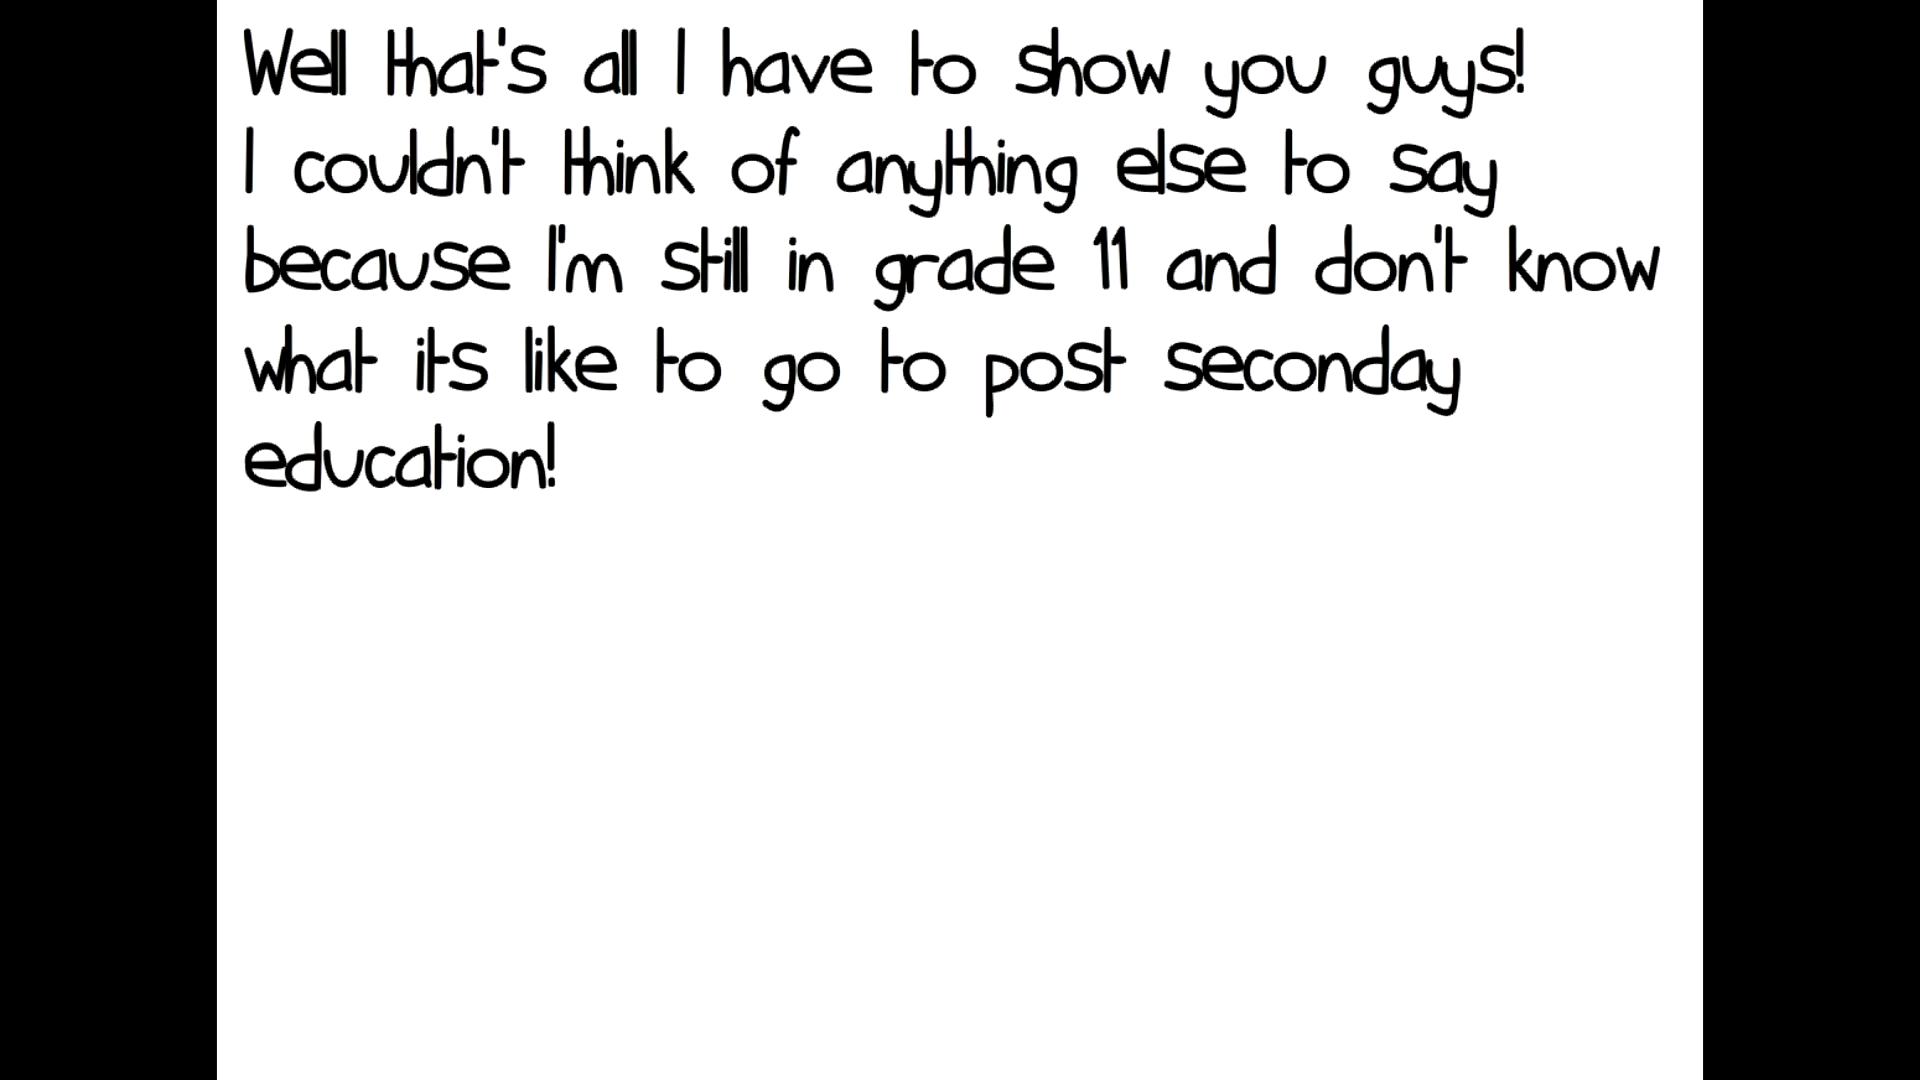 Well that's all I have to show you guys!
I couldn't think of anything else to say
because I'm still in grade 11 and don't know
what its like to go to post seconday
education!